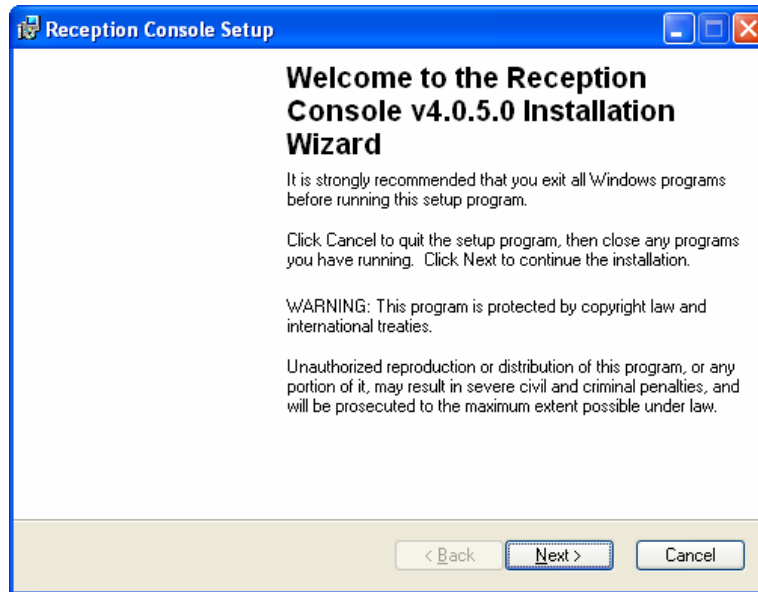 Reception Console Setup
Welcome to the Reception
Console v4.0.5.0 Installation
Wizard
It is strongly recommended that you exit all Windows programs
before running this setup program.
Click Cancel to quit the setup program, then close any programs
you have running.  Click Next to continue the installation.
WARNING: This program is protected by copyright law and
international treaties.
Unauthorized reproduction or distribution of this program, or any
portion of it, may result in severe civil and criminal penalties, and
will be prosecuted to the maximum extent possible under law.
< Back Next > Cancel